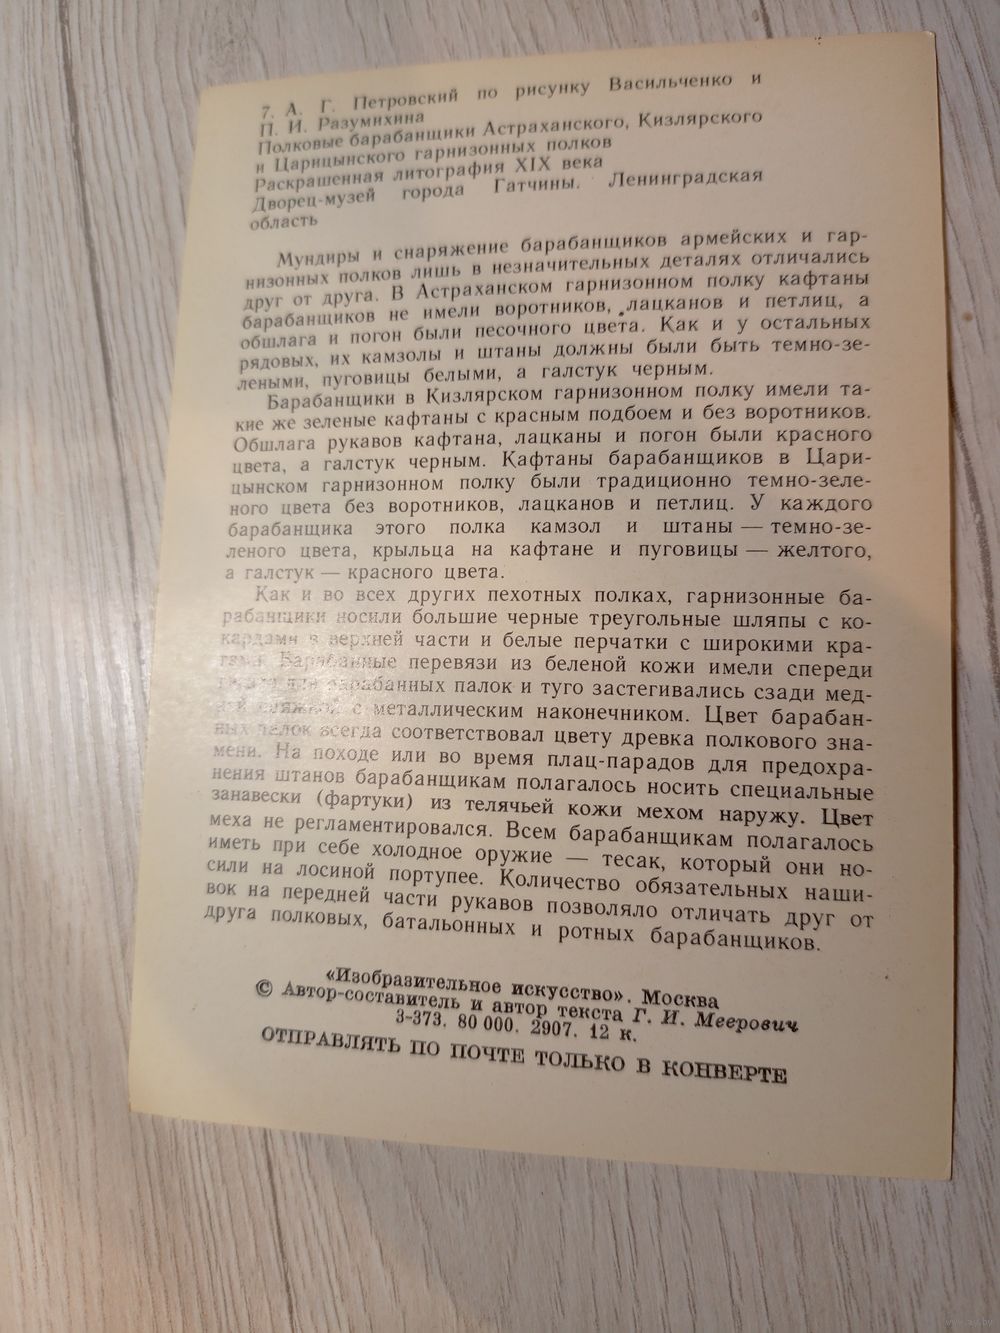 7. А. Г. Петровский по рисунку Васильченко и
П. И. Разумихина
Полковые барабанщики Астраханского, Кизлярского
и Царицынского гарнизонных полков
Раскрашенная литография XIX века
Дворец-музей города Гатчины. Ленинградская
область
Мундиры и снаряжение барабанщиков армейских и гар-
низонных полков лишь в незначительных деталях отличались
друг от друга. В Астраханском гарнизонном полку кафтаны
барабанщиков не имели воротников, лацканов и петлиц, а
обшлага и погон были песочного цвета. Как и у остальных
рядовых, их камзолы и штаны должны были быть темно-зе-
леными, пуговицы белыми, а галстук черным.
Барабанщики в Кизлярском гарнизонном полку имели та-
кие же зеленые кафтаны с красным подбоем и без воротников.
Обшлага рукавов кафтана, лацканы и погон были красного
цвета, а галстук черным. Кафтаны барабанщиков в Цари-
цынском гарнизонном полку были традиционно темно-зеле-
ного цвета без воротников, лацканов и петлиц. У каждого
барабанщика этого полка камзол и штаны — темно-зе-
леного цвета, крыльца на кафтане и пуговицы — желтого,
а галстук — красного цвета.
Как и во всех других пехотных полках, гарнизонные ба-
рабанщики носили большие черные треугольные шляпы с ко-
кардами в верхней части и белые перчатки с широкими кра-
гами. Барабанные перевязи из беленой кожи имели спереди
для барабанных палок и туго застегивались сзади мед-
ной пряжкой с металлическим наконечником. Цвет барабан-
ных палок всегда соответствовал цвету древка полкового зна-
мени. На походе или во время плац-парадов для предохра-
нения штанов барабанщикам полагалось носить специальные
занавески (фартуки) из телячьей кожи мехом наружу. Цвет
меха не регламентировался. Всем барабанщикам полагалось
иметь при себе холодное оружие — тесак, который они но-
сили на лосиной портупее. Количество обязательных наши-
вок на передней части рукавов позволяло отличать друг от
друга полковых, батальонных и ротных барабанщиков.
«Изобразительное искусство». Москва
© Автор-составитель и автор текста Г. И. Меерович
3-373. 80 000. 2907. 12 к.
ОТПРАВЛЯТЬ ПО ПОЧТЕ ТОЛЬКО В КОНВЕРТЕ